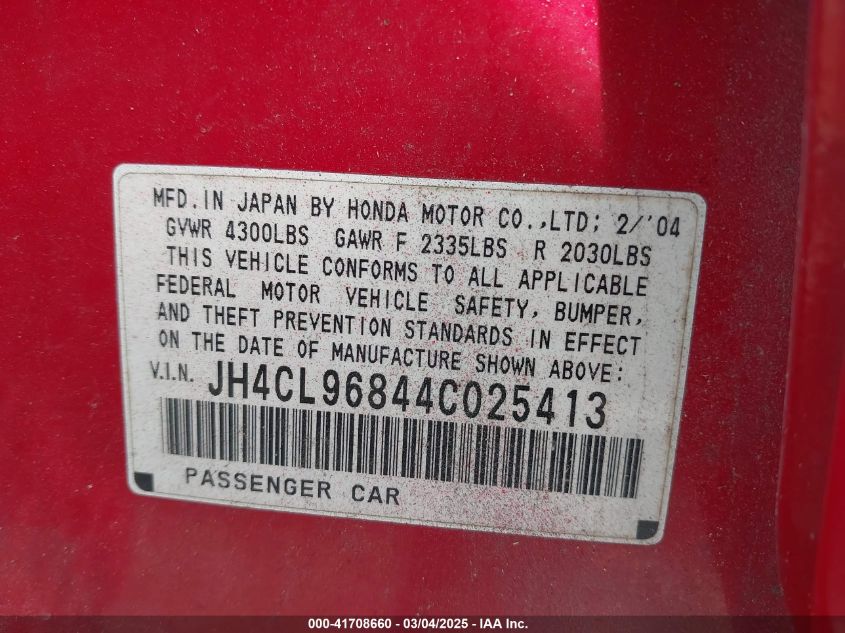 MFD.IN JAPAN BY HONDA MOTOR CO.,LTD; 2/'04
GVWR 4300LBS GAWR F 2335LBS R 2030LBS
THIS VEHICLE CONFORMS TO ALL APPLICABLE
FEDERAL MOTOR VEHICLE SAFETY, BUMPER,
AND THEFT PREVENTION STANDARDS IN EFFECT
ON THE DATE OF MANUFACTURE SHOWN ABOVE:
V.I.N. JH4CL96844C025413
PASSENGER CAR
000-41708660 - 03/04/2025 - IAA Inc.